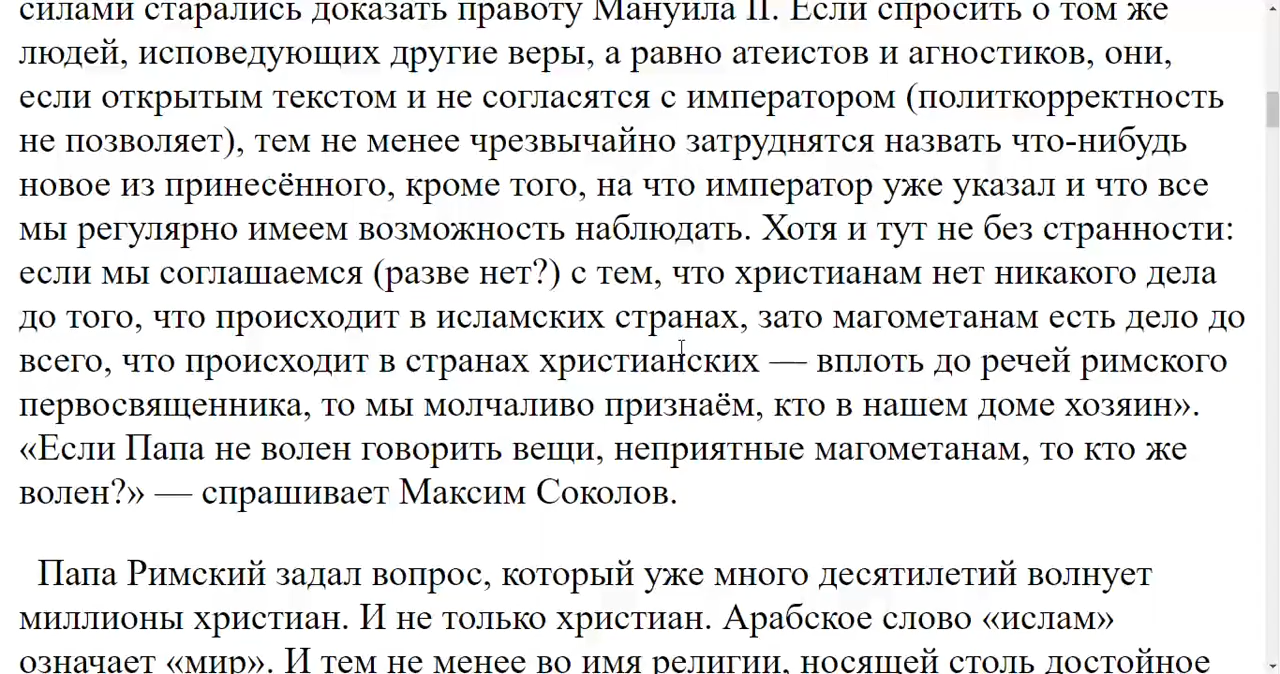 силами старались доказать правоту Мануила II. Если спросить о том же
людей, исповедующих другие веры, а равно атеистов и агностиков, они,
если открытым текстом и не согласятся с императором (политкорректность
не позволяет), тем не менее чрезвычайно затруднятся назвать что-нибудь
новое из принесённого, кроме того, на что император уже указал и что все
мы регулярно имеем возможность наблюдать. Хотя и тут не без странности:
если мы соглашаемся (разве нет?) с тем, что христианам нет никакого дела
до того, что происходит в исламских странах, зато магометанам есть дело до
всего, что происходит в странах христианских — вплоть до речей римского
первосвященника, то мы молчаливо признаём, кто в нашем доме хозяин».
«Если Папа не волен говорить вещи, неприятные магометанам, то кто же
волен?» — спрашивает Максим Соколов.
Папа Римский задал вопрос, который уже много десятилетий волнует
миллионы христиан. И не только христиан. Арабское слово «ислам»
означает «мир». И тем не менее во имя религии, носящей столь достойное